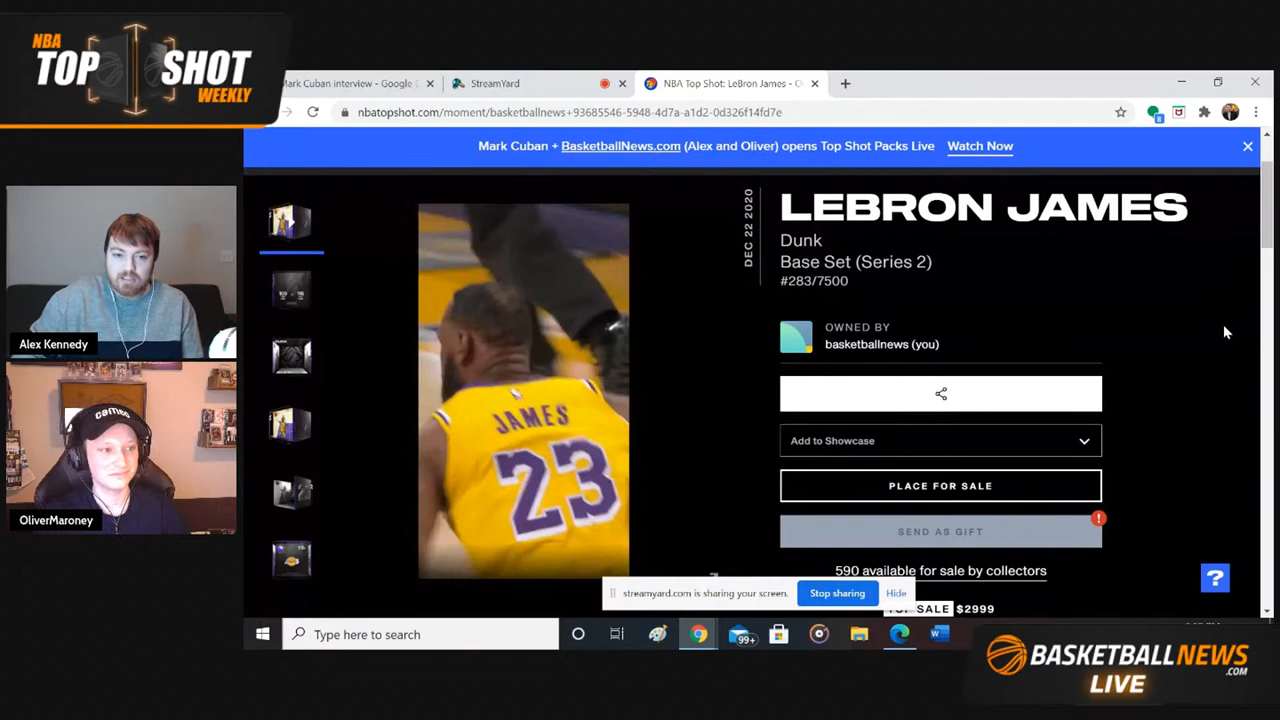 NBA
TOP SHOT
WEEKLY
Mark Cuban interview - Google
StreamYard
NBA Top Shot: LeBron James -
nbatopshot.com/moment/basketballnews+93685546-5948-4d7a-a1d2-0d326f14fd7e
8
Mark Cuban + BasketballNews.com (Alex and Oliver) opens Top Shot Packs Live Watch Now
DEC 22 2020
LEBRON JAMES
Dunk
Base Set (Series 2)
#283/7500
OWNED BY
basketballnews (you)
Add to Showcase
PLACE FOR SALE
SEND AS GIFT
!
590 available for sale by collectors
SALE $2999
JAMES
23
Alex Kennedy
OliverMaroney
streamyard.com is sharing your screen. Stop sharing Hide
?
Type here to search
99+
BASKETBALLNEWS
.COM
LIVE